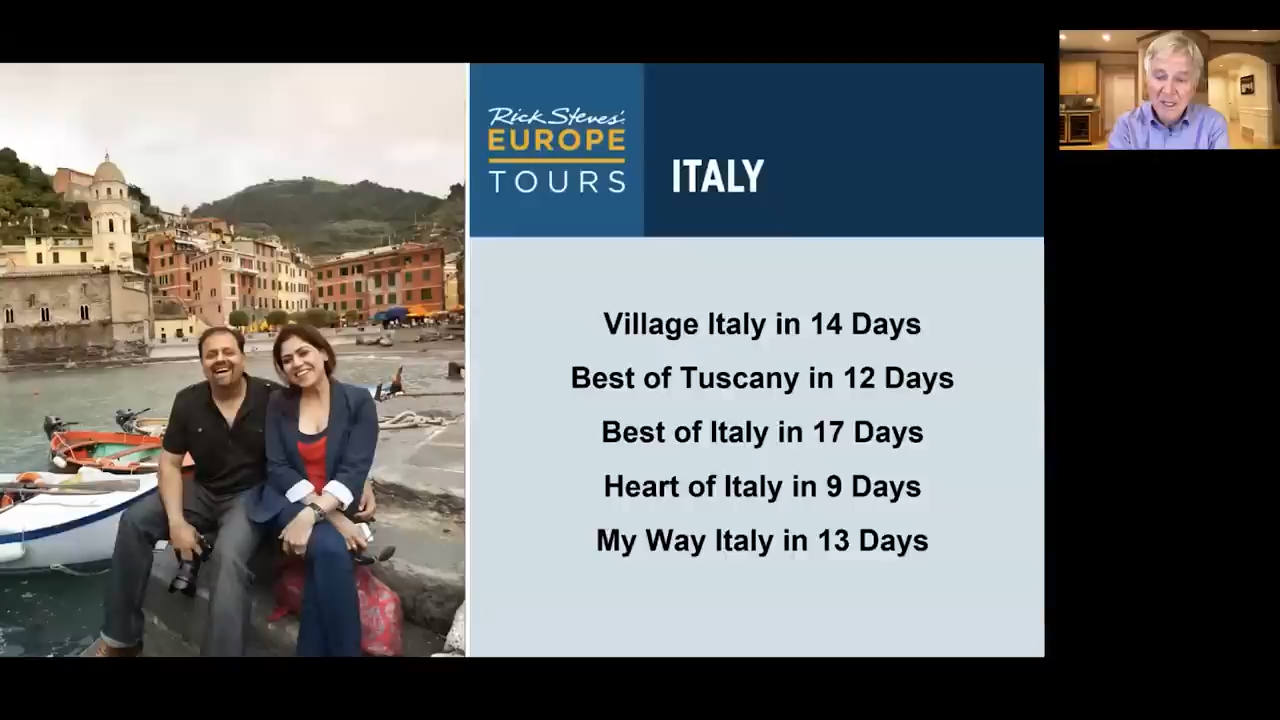 Rick Steves'
EUROPE
TOURS
ITALY
Village Italy in 14 Days
Best of Tuscany in 12 Days
Best of Italy in 17 Days
Heart of Italy in 9 Days
My Way Italy in 13 Days